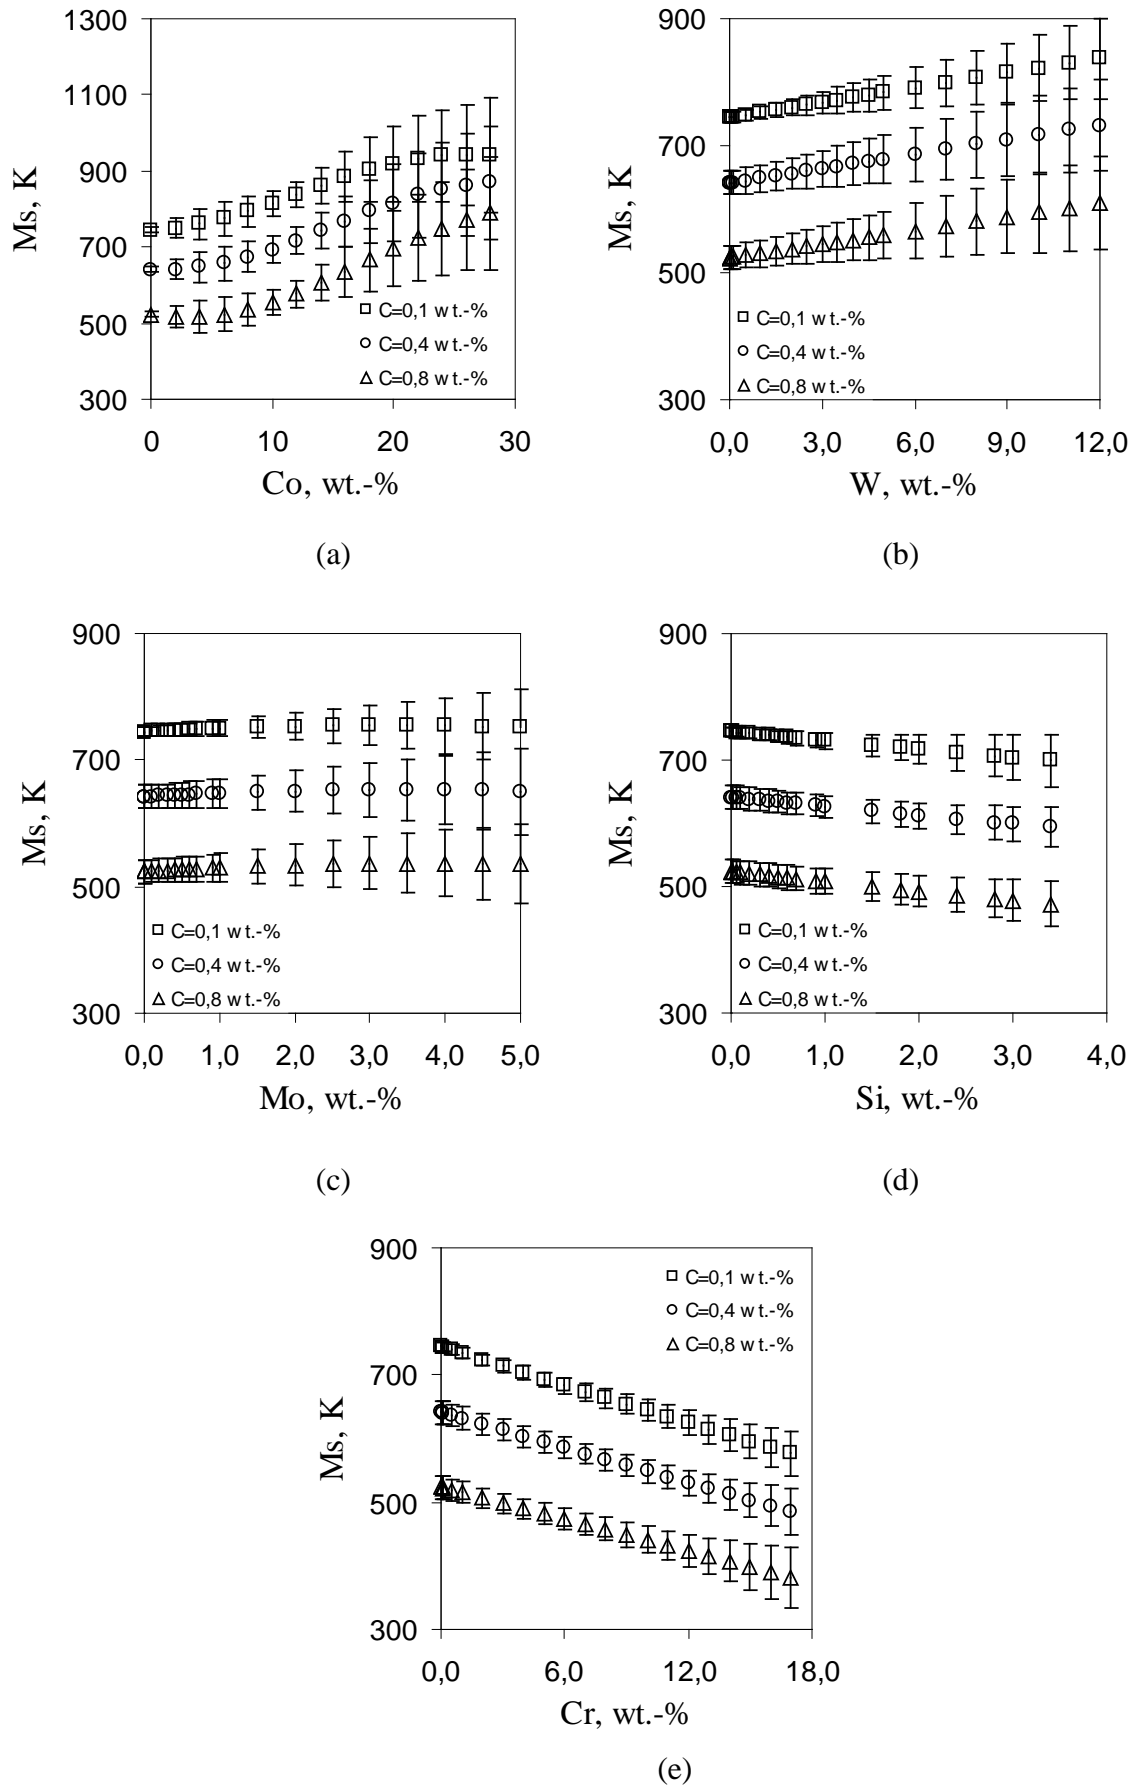 1300
1100
900
700
500
300
Ms, K
C=0,1 wt.-%
C=0,4 wt.-%
C=0,8 wt.-%
0 10 20 30
Co, wt.-%
(a)
900
700
500
300
Ms, K
C=0,1 wt.-%
C=0,4 wt.-%
C=0,8 wt.-%
0,0 3,0 6,0 9,0 12,0
W, wt.-%
(b)
900
700
500
300
Ms, K
C=0,1 wt.-%
C=0,4 wt.-%
C=0,8 wt.-%
0,0 1,0 2,0 3,0 4,0 5,0
Mo, wt.-%
(c)
900
700
500
300
Ms, K
C=0,1 wt.-%
C=0,4 wt.-%
C=0,8 wt.-%
0,0 1,0 2,0 3,0 4,0
Si, wt.-%
(d)
900
700
500
300
Ms, K
C=0,1 wt.-%
C=0,4 wt.-%
C=0,8 wt.-%
0,0 6,0 12,0 18,0
Cr, wt.-%
(e)